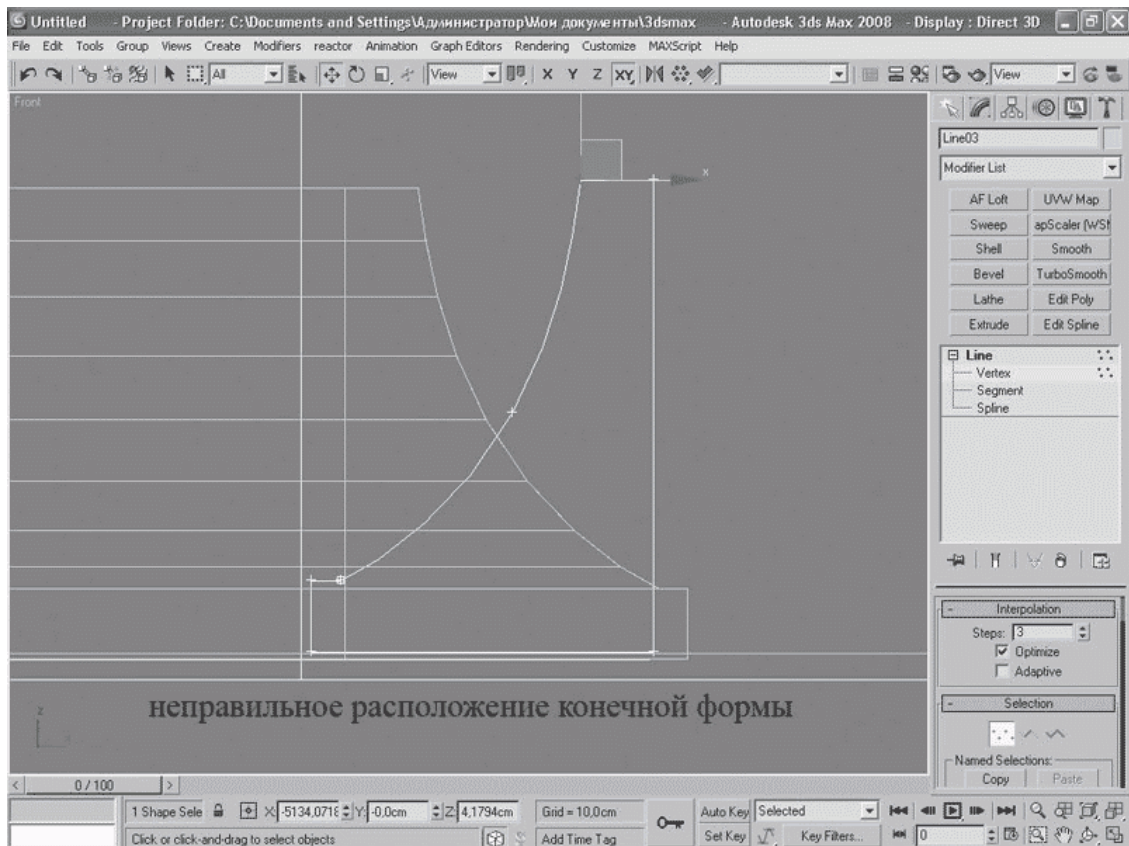 Untitled - Project Folder: C:\Documents and Settings\Администратор\Мои документы\3dsmax - Autodesk 3ds Max 2008 - Display : Direct 3D
File Edit Tools Group Views Create Modifiers reactor Animation Graph Editors Rendering Customize MAXScript Help
All View X Y Z XY View
Front
Line03
Modifier List
AF Loft UVW Map
Sweep apScaler (WSM
Shell Smooth
Bevel TurboSmooth
Lathe Edit Poly
Extrude Edit Spline
Line
Vertex
Segment
Spline
x
Interpolation
Steps: 3
Optimize
Adaptive
Selection
Named Selections:
Copy Paste
неправильное расположение конечной формы
z
0 / 100
1 Shape Sele X: -5134,0718 Y: -0,0cm Z: 4,1794cm Grid = 10,0cm Auto Key Selected
Click or click-and-drag to select objects Add Time Tag Set Key Key Filters... 0